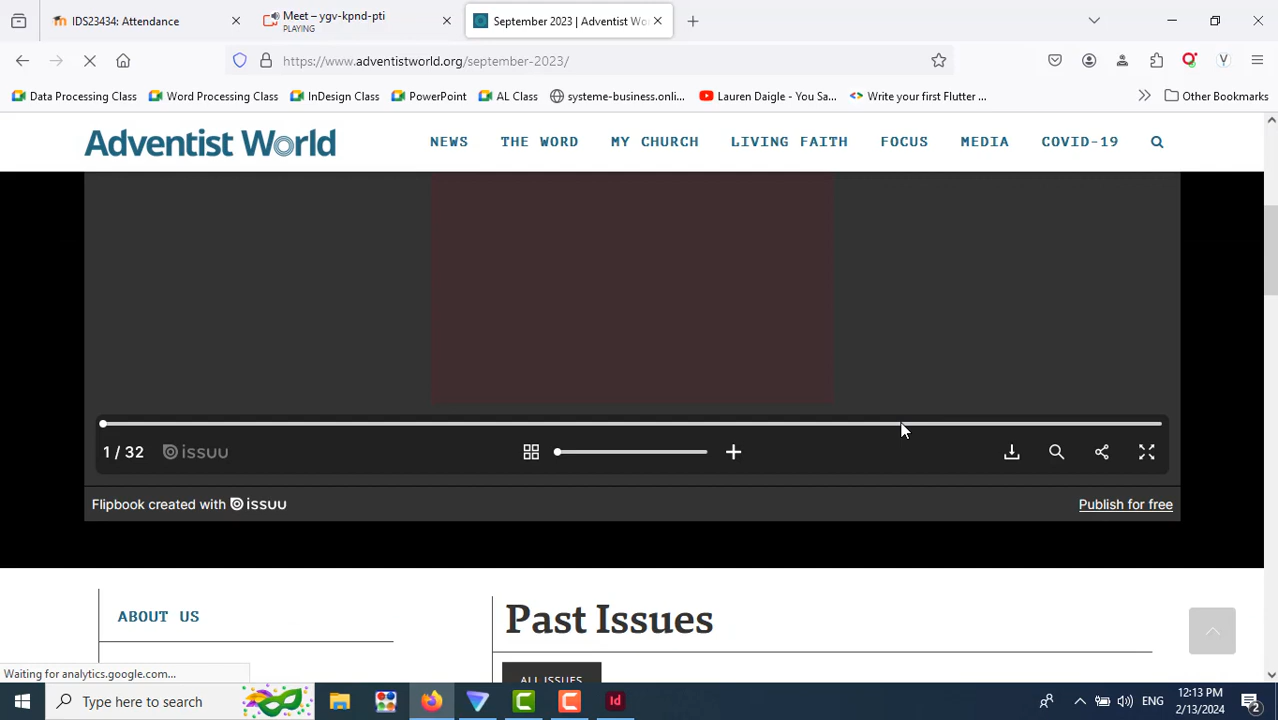 IDS23434: Attendance
Meet – ygv-kpnd-pti
PLAYING
September 2023 | Adventist Wo
https://www.adventistworld.org/september-2023/
Data Processing Class
Word Processing Class
InDesign Class
PowerPoint
AL Class
systeme-business.onli...
Lauren Daigle - You Sa...
Write your first Flutter ...
Other Bookmarks
Adventist World
NEWS
THE WORD
MY CHURCH
LIVING FAITH
FOCUS
MEDIA
COVID-19
1 / 32
issuu
Flipbook created with issuu
Publish for free
ABOUT US
Past Issues
ALL ISSUES
Waiting for analytics.google.com...
Type here to search
Id
ENG
12:13 PM
2/13/2024
2